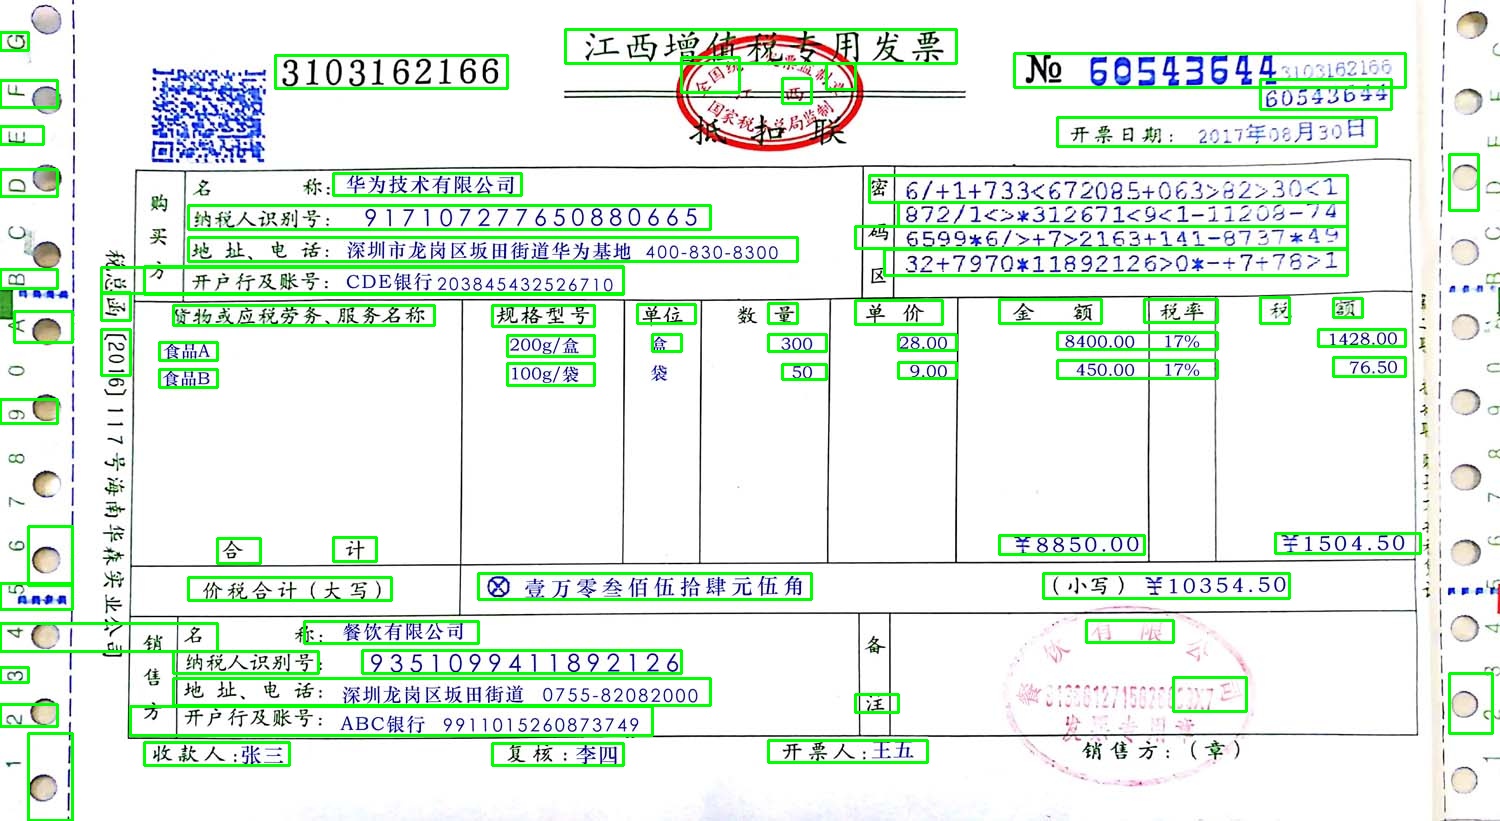 江西增值税专用发票
3103162166
№ 60543644 3103162166
60543644
全国统一发票监制章
江 西
国家税务总局监制
抵 扣 联
开票日期: 2017年08月30日
购买方
名 称: 华为技术有限公司
纳税人识别号: 917107277650880665
地 址、电 话: 深圳市龙岗区坂田街道华为基地 400-830-8300
开户行及账号: CDE银行 203845432526710
密码区
6/+1+733<672085+063>82>30<1
872/1<>*312671<9<1-11208-74
6599*6/>+7>2163+141-8737*49
32+7970*11892126>0*-+7+78>1
货物或应税劳务、服务名称 规格型号 单位 数 量 单 价 金 额 税率 税 额
食品A 200g/盒 盒 300 28.00 8400.00 17% 1428.00
食品B 100g/袋 袋 50 9.00 450.00 17% 76.50
合 计 ¥8850.00 ¥1504.50
价税合计(大写) ⊗ 壹万零叁佰伍拾肆元伍角 (小写) ¥10354.50
销售方
名 称: 餐饮有限公司
纳税人识别号: 9351099411892126
地 址、电 话: 深圳龙岗区坂田街道 0755-82082000
开户行及账号: ABC银行 9911015260873749
备注
餐饮有限公司
发票专用章
收款人:张三 复核:李四 开票人:王五 销售方:(章)
税总函[2016]117号海南华森实业公司
G
F
E
D
C
B
A
0
9
8
7
6
5
4
3
2
1